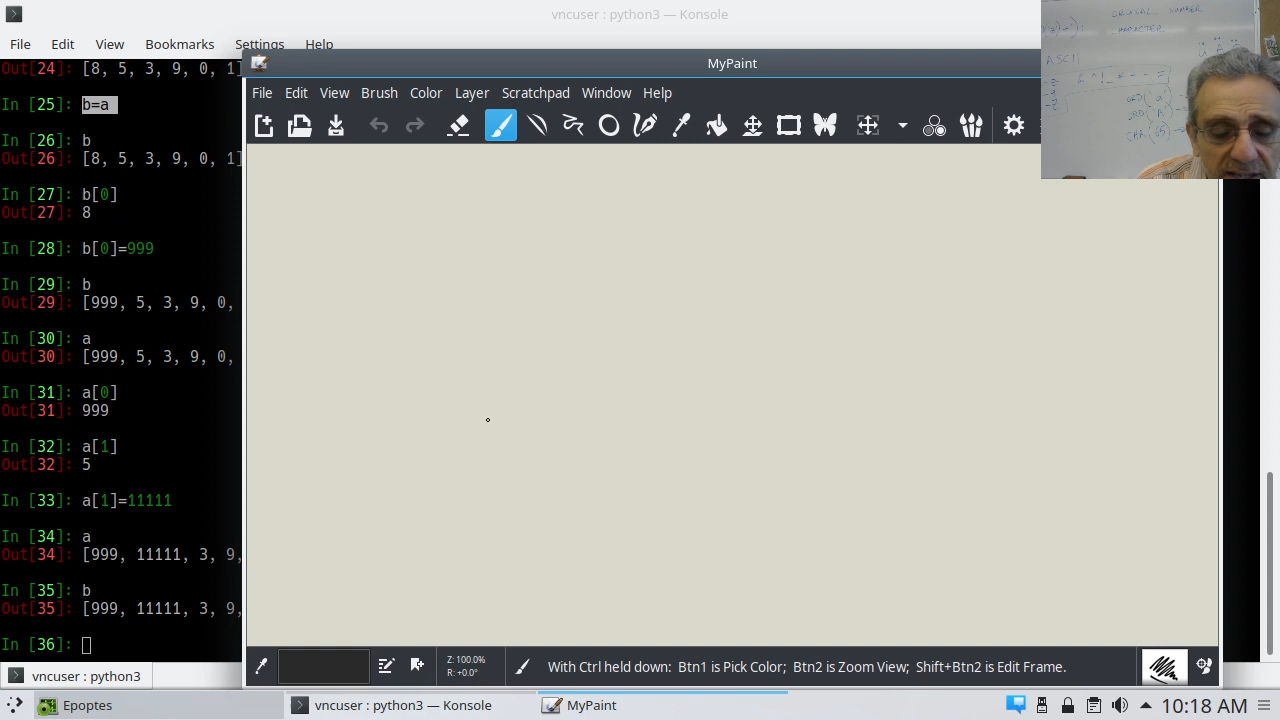 vncuser : python3 — Konsole
File Edit View Bookmarks Settings Help
Out[24]: [8, 5, 3, 9, 0, 1]
In [25]: b=a
In [26]: b
Out[26]: [8, 5, 3, 9, 0, 1]
In [27]: b[0]
Out[27]: 8
In [28]: b[0]=999
In [29]: b
Out[29]: [999, 5, 3, 9, 0,
In [30]: a
Out[30]: [999, 5, 3, 9, 0,
In [31]: a[0]
Out[31]: 999
In [32]: a[1]
Out[32]: 5
In [33]: a[1]=11111
In [34]: a
Out[34]: [999, 11111, 3, 9,
In [35]: b
Out[35]: [999, 11111, 3, 9,
In [36]:
vncuser : python3
MyPaint
File Edit View Brush Color Layer Scratchpad Window Help
Z: 100.0%
R: +0.0°
With Ctrl held down: Btn1 is Pick Color; Btn2 is Zoom View; Shift+Btn2 is Edit Frame.
NUMBER
CHARACTER
ASCII
Epoptes
vncuser : python3 — Konsole
MyPaint
10:18 AM